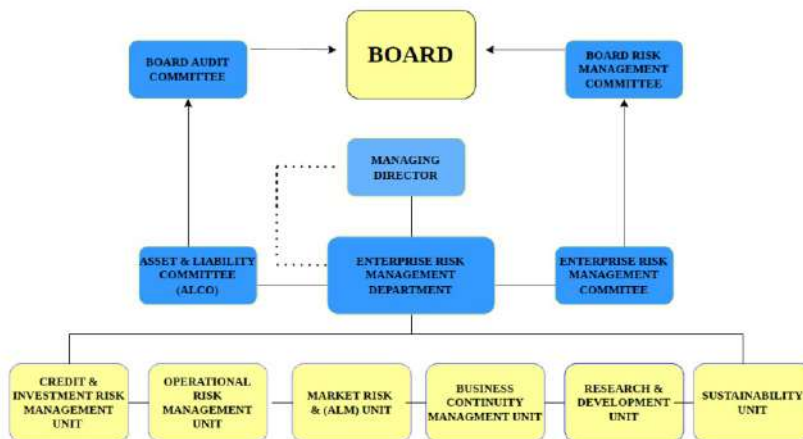 BOARD
BOARD AUDIT
COMMITTEE
BOARD RISK
MANAGEMENT
COMMITTEE
MANAGING
DIRECTOR
ASSET & LIABILITY
COMMITTEE
(ALCO)
ENTERPRISE RISK
MANAGEMENT
DEPARTMENT
ENTERPRISE RISK
MANAGEMENT
COMMITEE
CREDIT &
INVESTMENT RISK
MANAGEMENT
UNIT
OPERATIONAL
RISK
MANAGEMENT
UNIT
MARKET RISK
& (ALM) UNIT
BUSINESS
CONTINUITY
MANAGMENT UNIT
RESEARCH &
DEVELOPMENT
UNIT
SUSTAINABILITY
UNIT